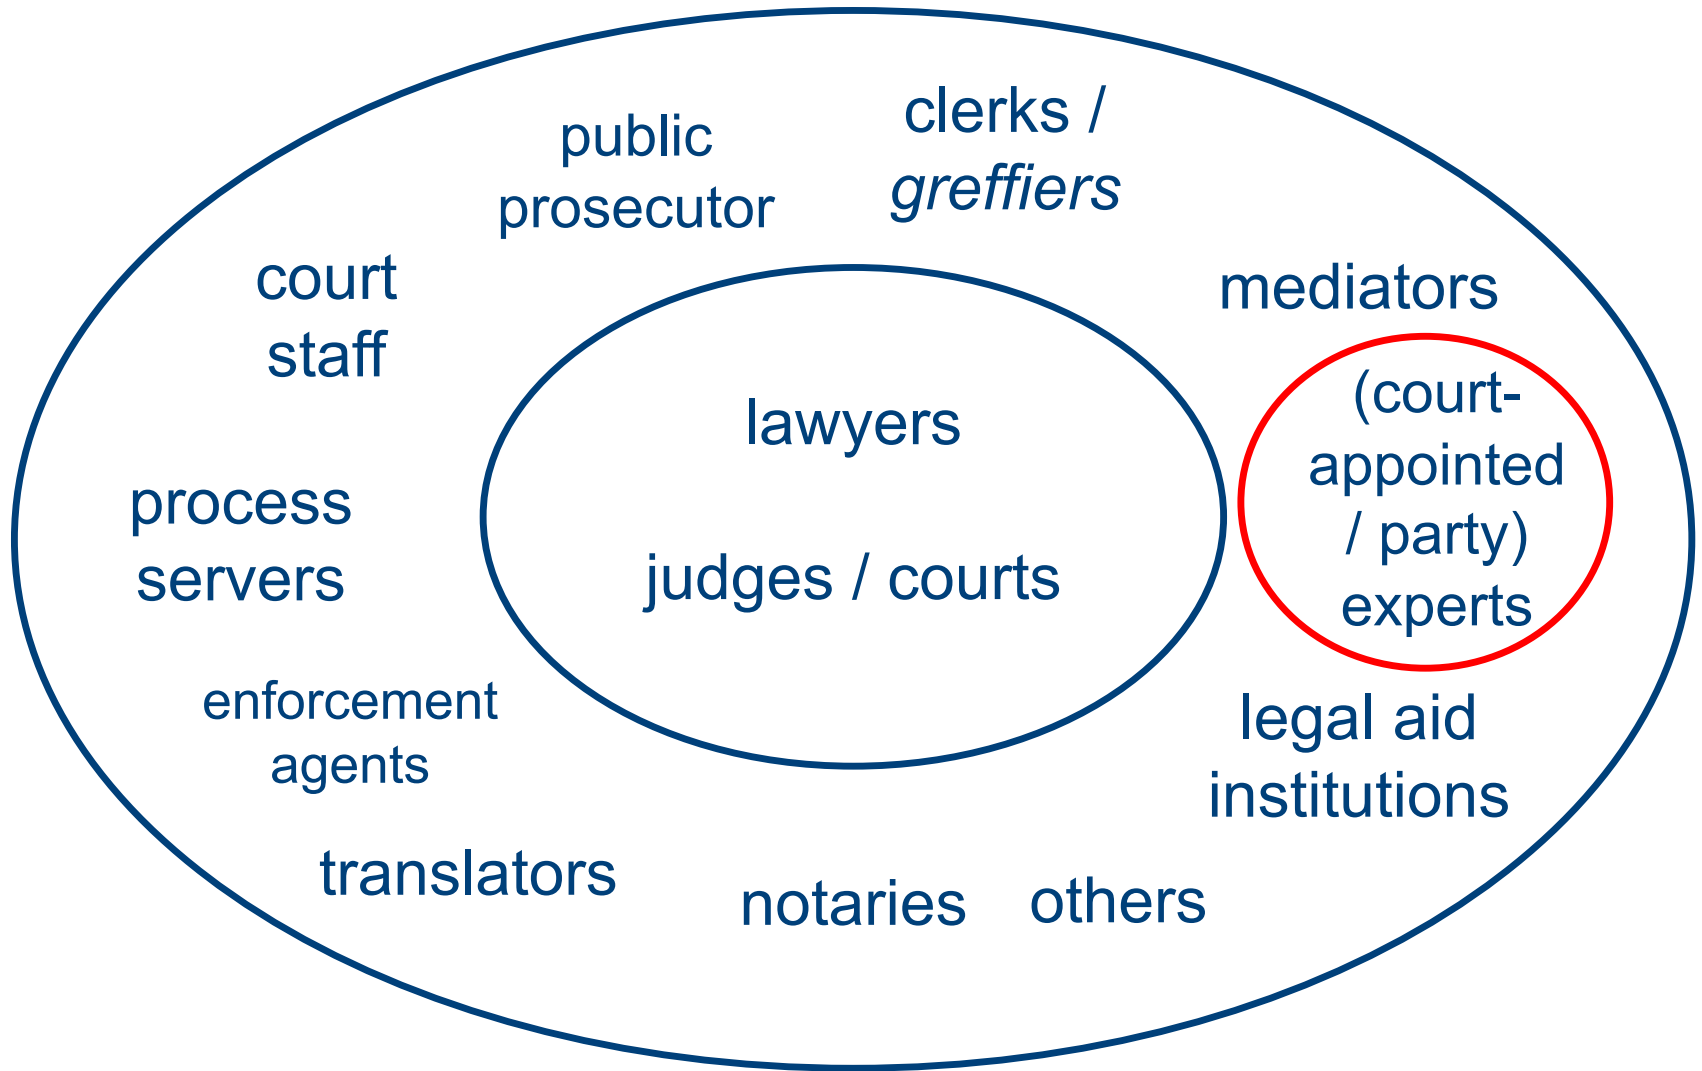 public
prosecutor
clerks /
greffiers
court
staff
mediators
lawyers
judges / courts
(court-
appointed
/ party)
experts
process
servers
enforcement
agents
legal aid
institutions
translators
notaries
others